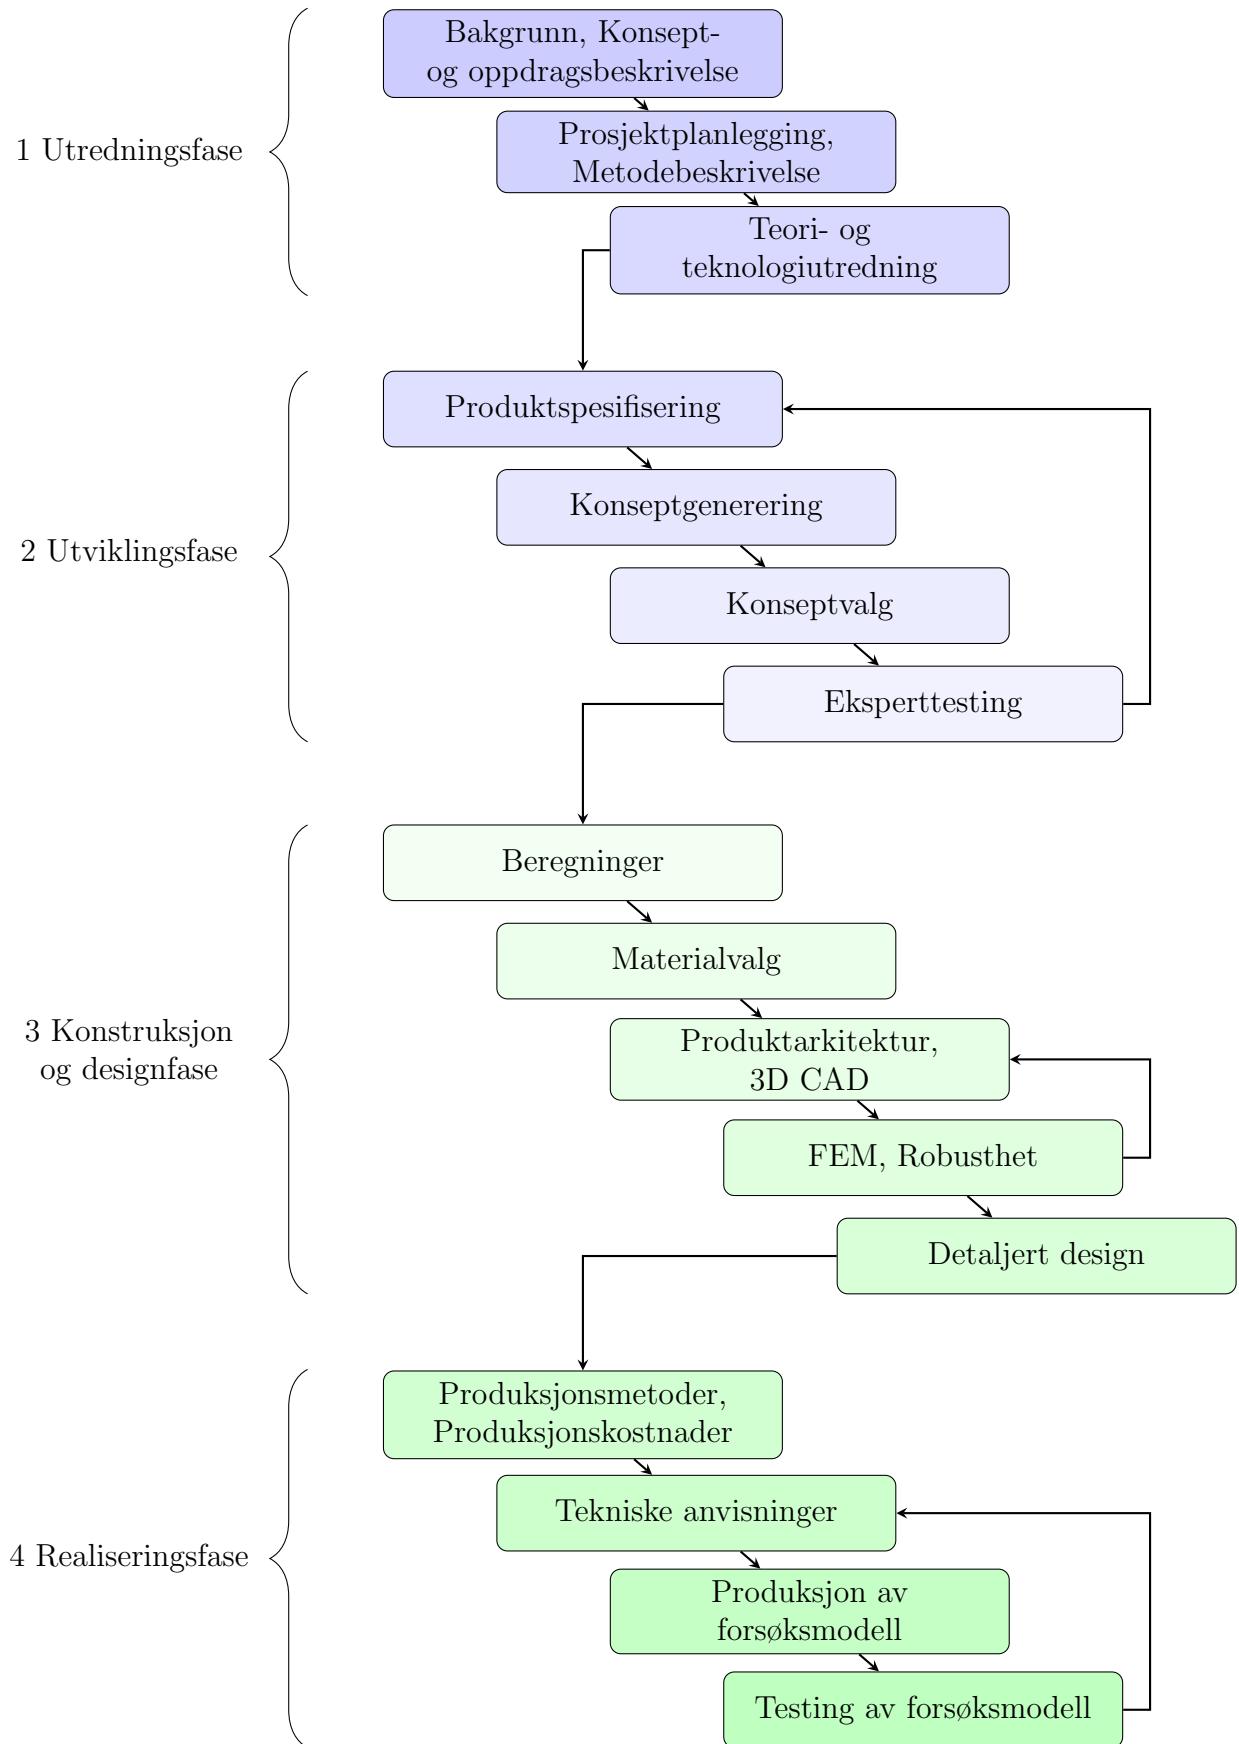 Bakgrunn, Konsept-
og oppdragsbeskrivelse
1 Utredningsfase
Prosjektplanlegging,
Metodebeskrivelse
Teori- og
teknologiutredning
Produktspesifisering
Konseptgenerering
2 Utviklingsfase
Konseptvalg
Eksperttesting
Beregninger
Materialvalg
3 Konstruksjon
og designfase
Produktarkitektur,
3D CAD
FEM, Robusthet
Detaljert design
Produksjonsmetoder,
Produksjonskostnader
Tekniske anvisninger
4 Realiseringsfase
Produksjon av
forsøksmodell
Testing av forsøksmodell